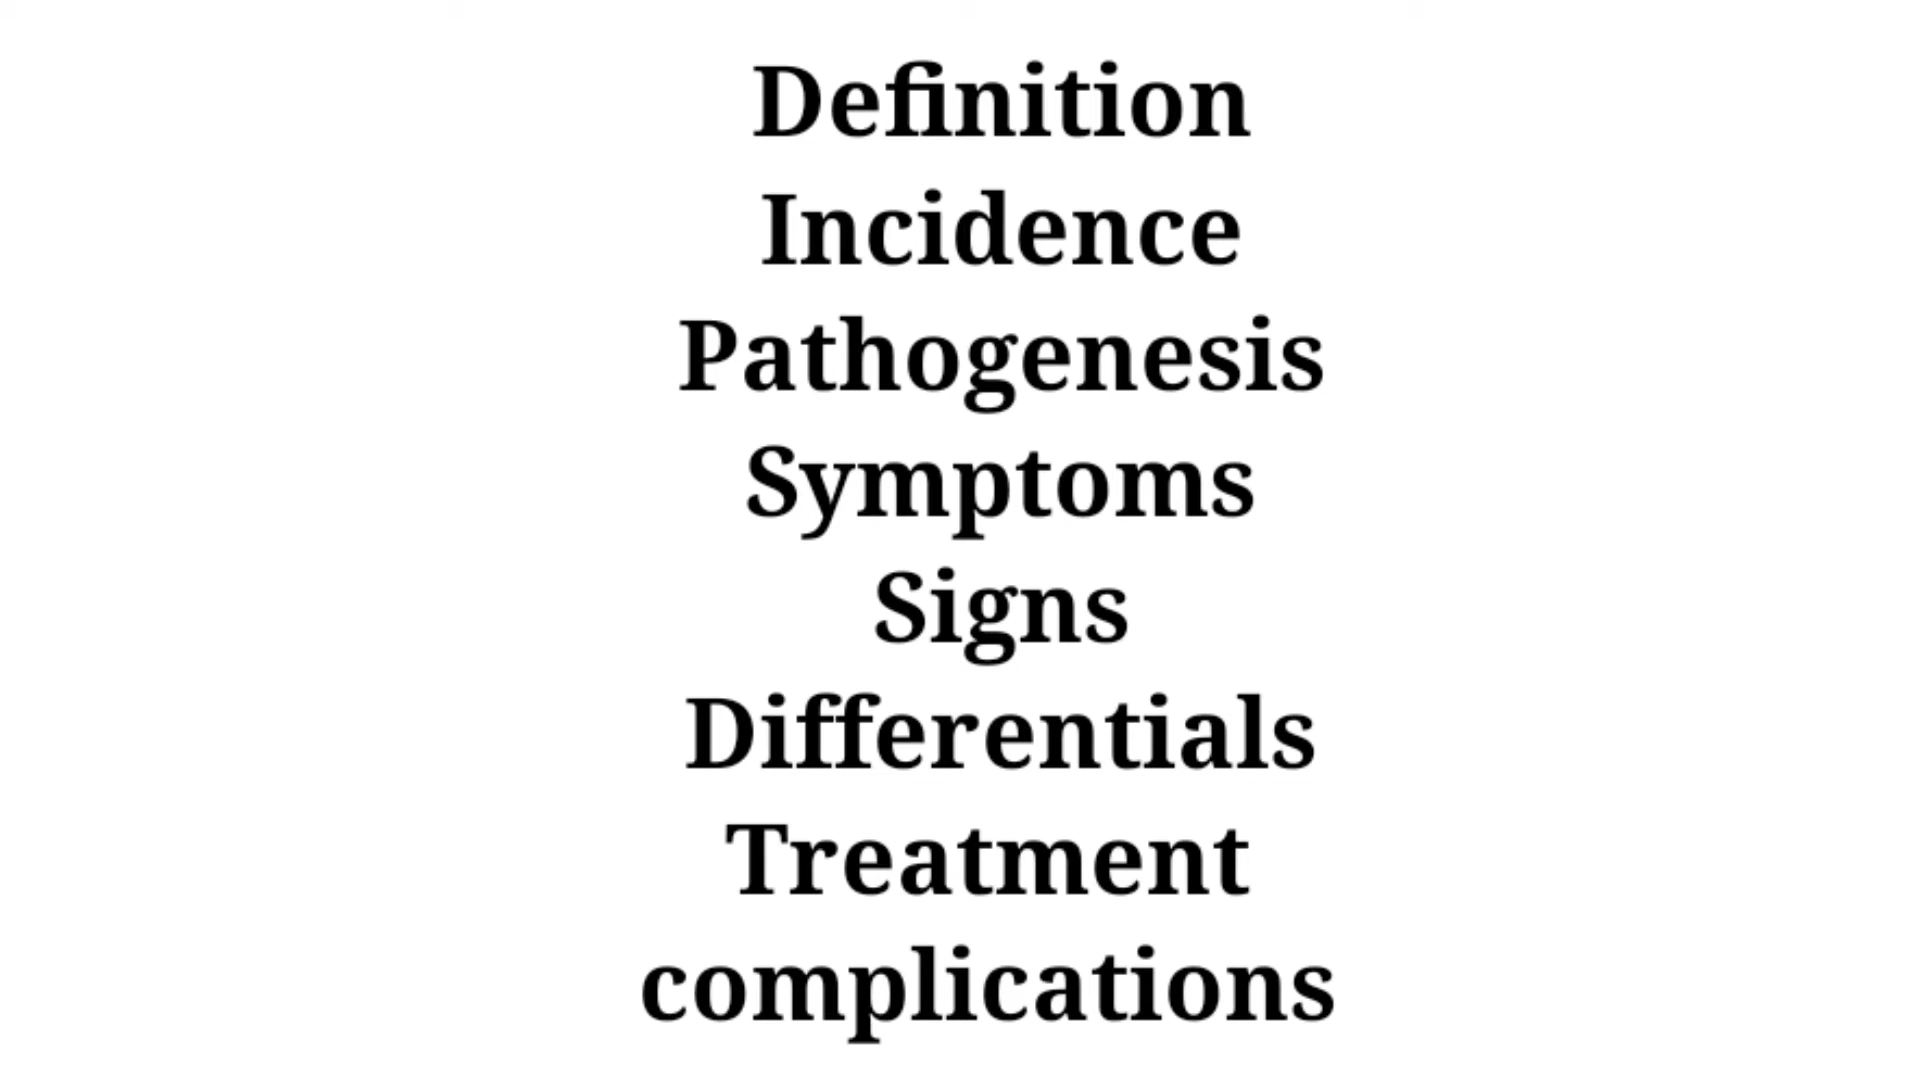 Definition
Incidence
Pathogenesis
Symptoms
Signs
Differentials
Treatment
complications